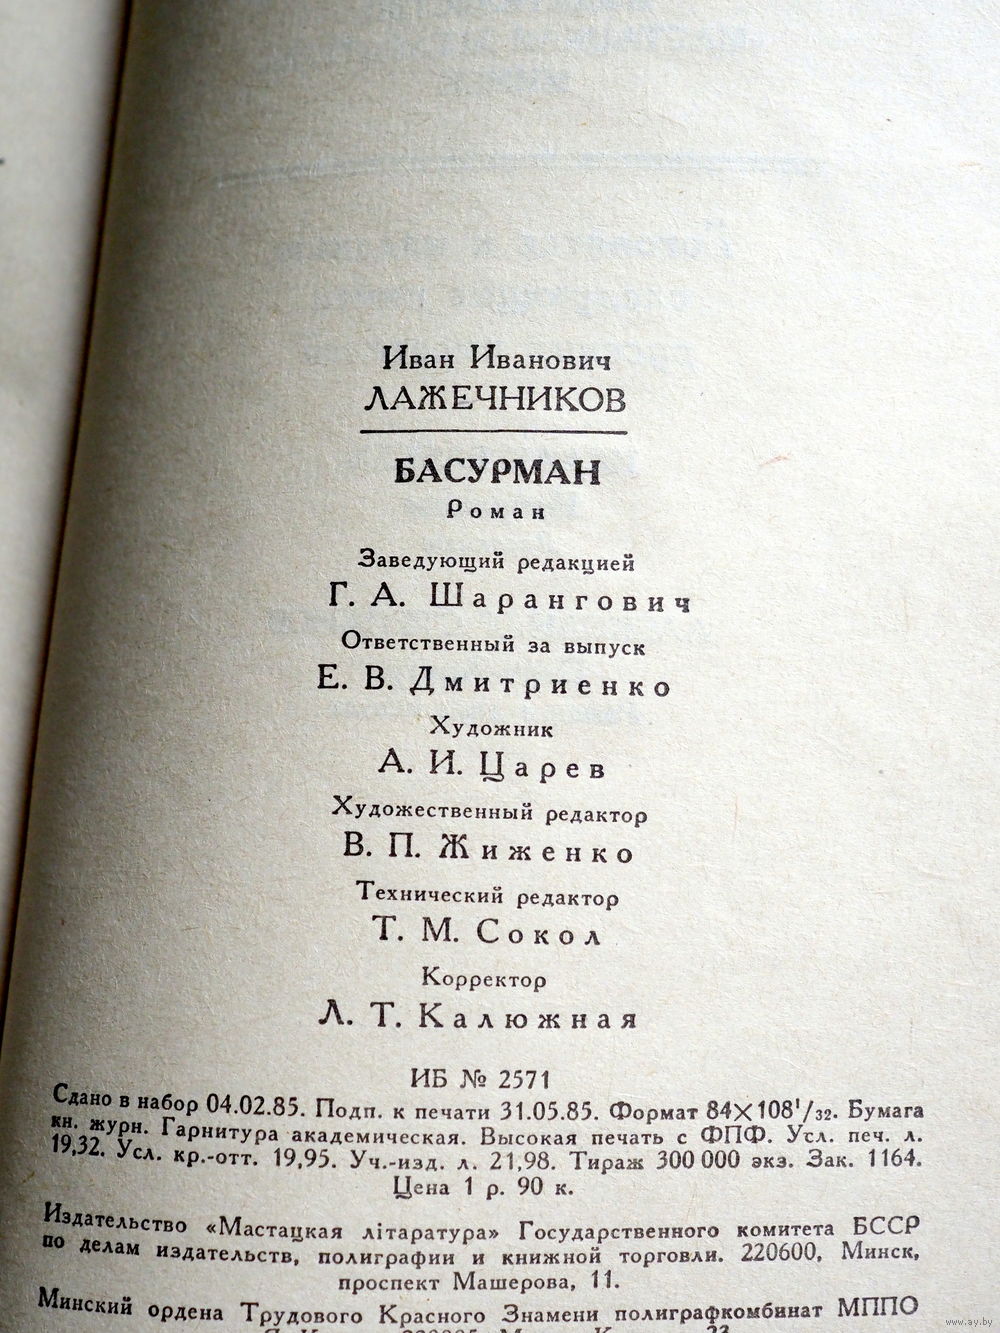 Иван Иванович
ЛАЖЕЧНИКОВ
БАСУРМАН
Роман
Заведующий редакцией
Г. А. Шарангович
Ответственный за выпуск
Е. В. Дмитриенко
Художник
А. И. Царев
Художественный редактор
В. П. Жиженко
Технический редактор
Т. М. Сокол
Корректор
Л. Т. Калюжная
ИБ № 2571
Сдано в набор 04.02.85. Подп. к печати 31.05.85. Формат 84×108¹/₃₂. Бумага
кн. журн. Гарнитура академическая. Высокая печать с ФПФ. Усл. печ. л.
19,32. Усл. кр.-отт. 19,95. Уч.-изд. л. 21,98. Тираж 300 000 экз. Зак. 1164.
Цена 1 р. 90 к.
Издательство «Мастацкая літаратура» Государственного комитета БССР
по делам издательств, полиграфии и книжной торговли. 220600, Минск,
проспект Машерова, 11.
Минский ордена Трудового Красного Знамени полиграфкомбинат МППО
www.ay.by